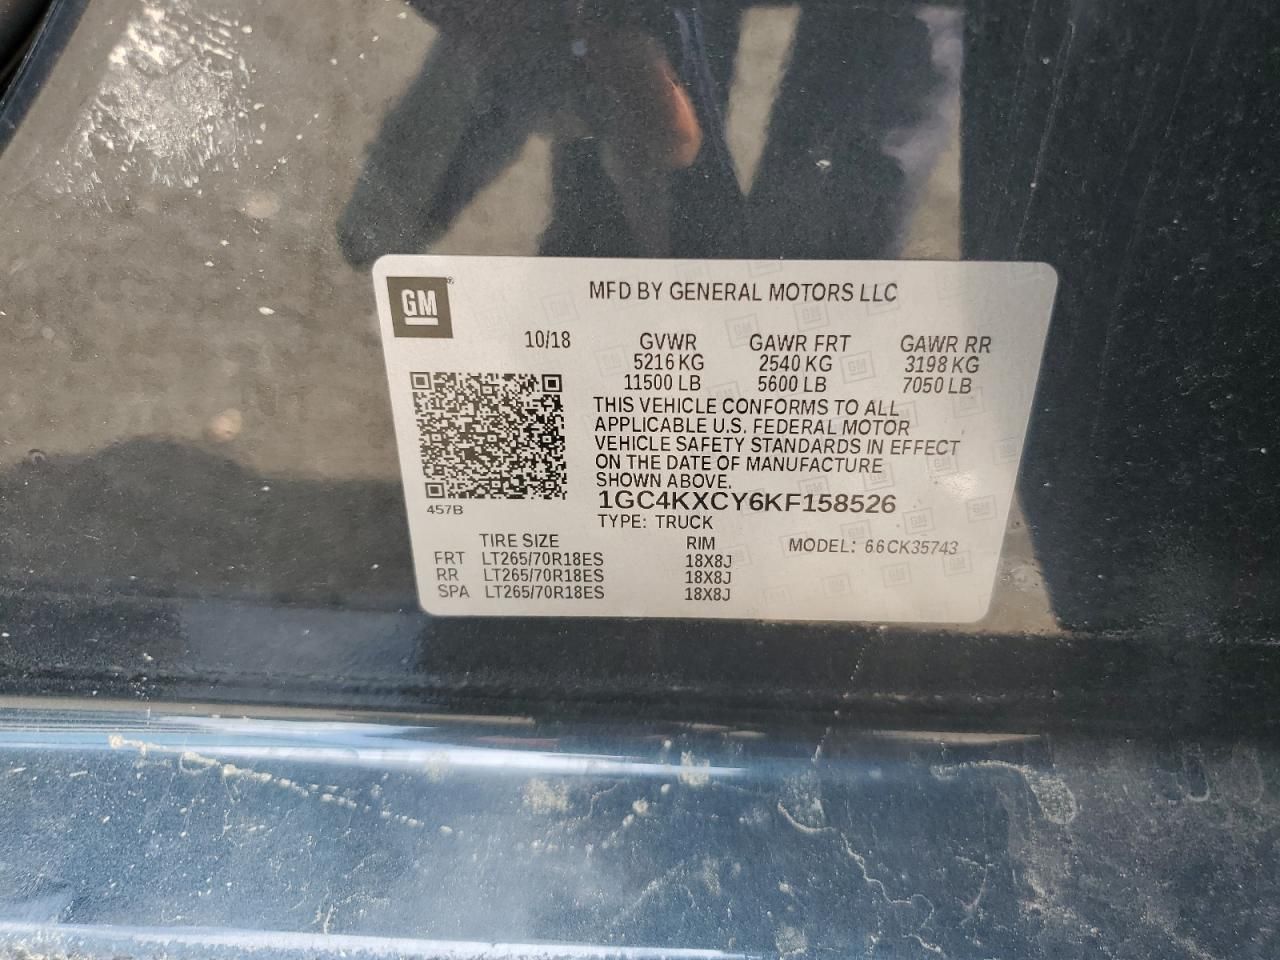 GM
MFD BY GENERAL MOTORS LLC
10/18 GVWR GAWR FRT GAWR RR
5216 KG 2540 KG 3198 KG
11500 LB 5600 LB 7050 LB
THIS VEHICLE CONFORMS TO ALL
APPLICABLE U.S. FEDERAL MOTOR
VEHICLE SAFETY STANDARDS IN EFFECT
ON THE DATE OF MANUFACTURE
SHOWN ABOVE.
1GC4KXCY6KF158526
457B
TYPE: TRUCK
TIRE SIZE RIM MODEL: 66CK35743
FRT LT265/70R18ES 18X8J
RR LT265/70R18ES 18X8J
SPA LT265/70R18ES 18X8J